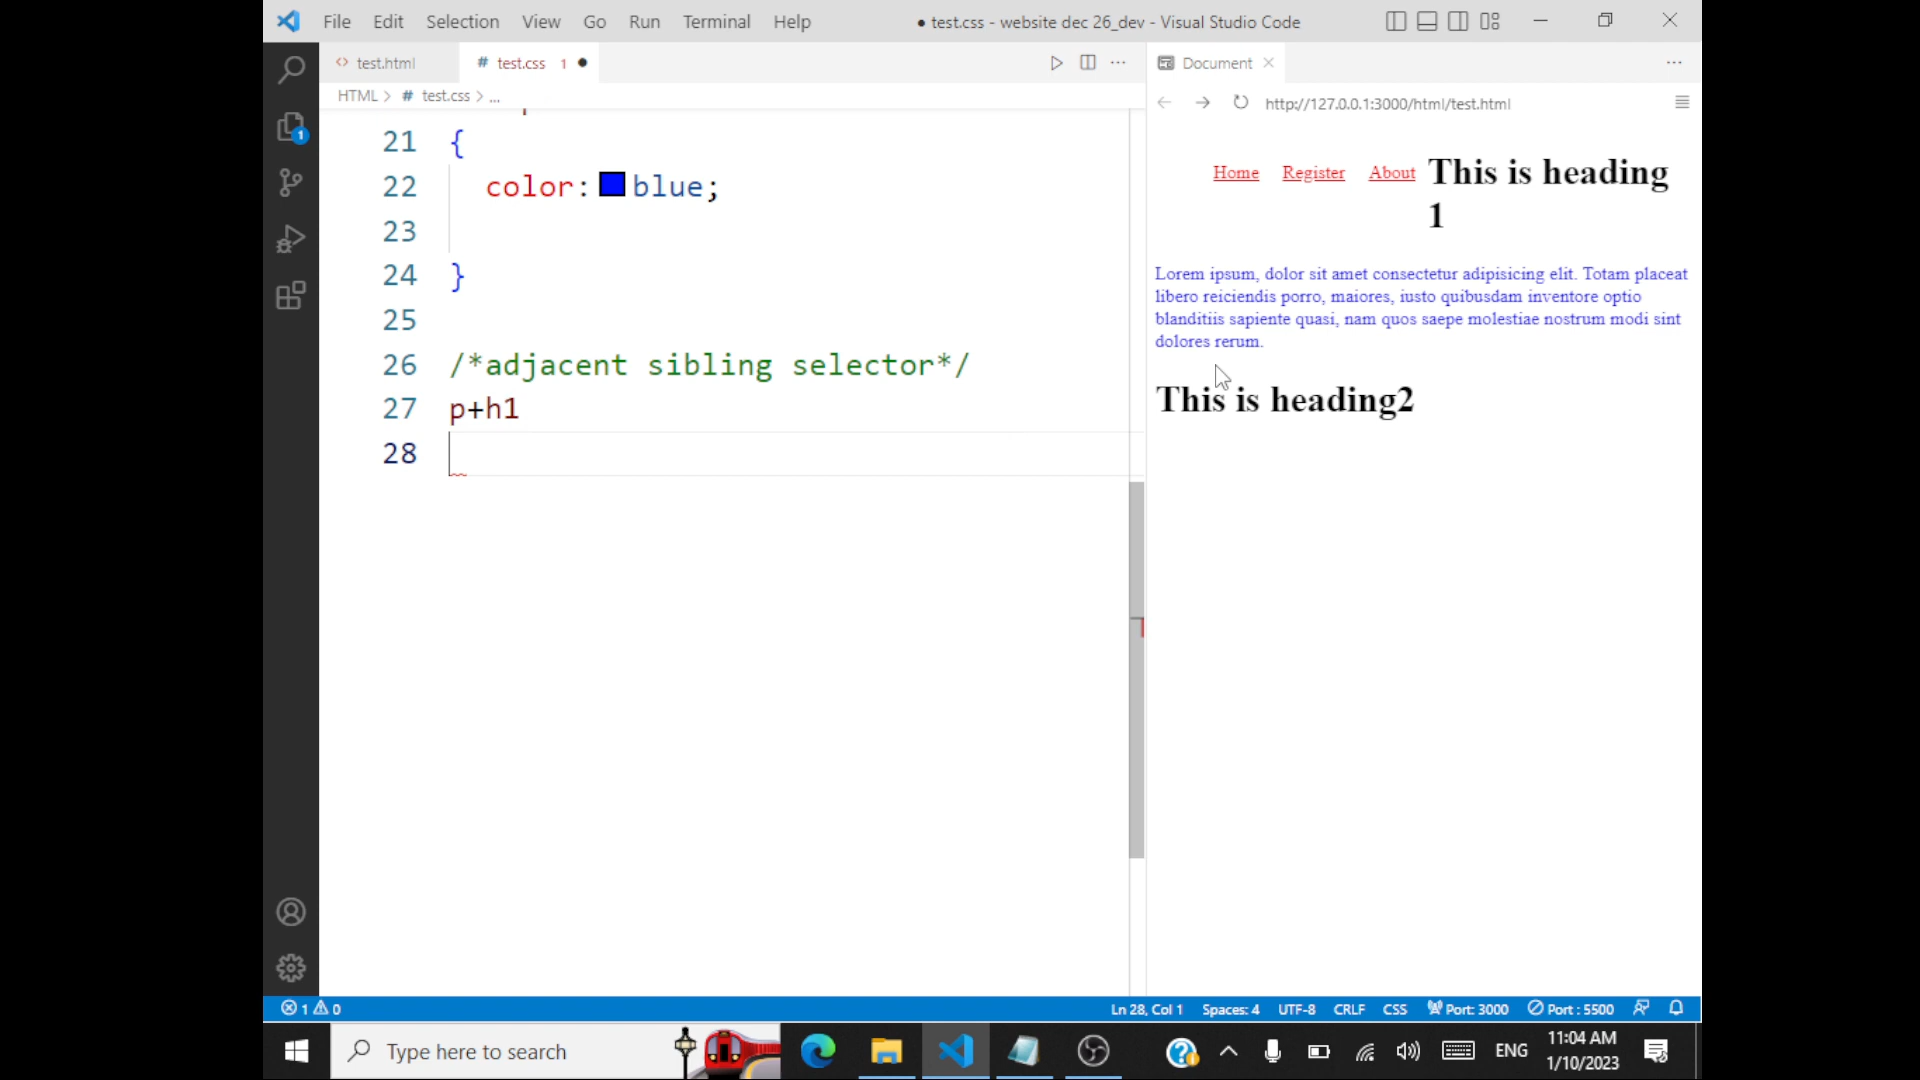 File Edit Selection View Go Run Terminal Help
● test.css - website dec 26_dev - Visual Studio Code
test.html
# test.css 1 ●
HTML > # test.css > ...
21 {
22 color: blue;
23
24 }
25
26 /*adjacent sibling selector*/
27 p+h1
28
Document
http://127.0.0.1:3000/html/test.html
Home Register About This is heading
1
Lorem ipsum, dolor sit amet consectetur adipisicing elit. Totam placeat
libero reiciendis porro, maiores, iusto quibusdam inventore optio
blanditiis sapiente quasi, nam quos saepe molestiae nostrum modi sint
dolores rerum.
This is heading2
1
1 0
Ln 28, Col 1 Spaces: 4 UTF-8 CRLF CSS Port: 3000 Port : 5500
Type here to search
ENG
11:04 AM
1/10/2023